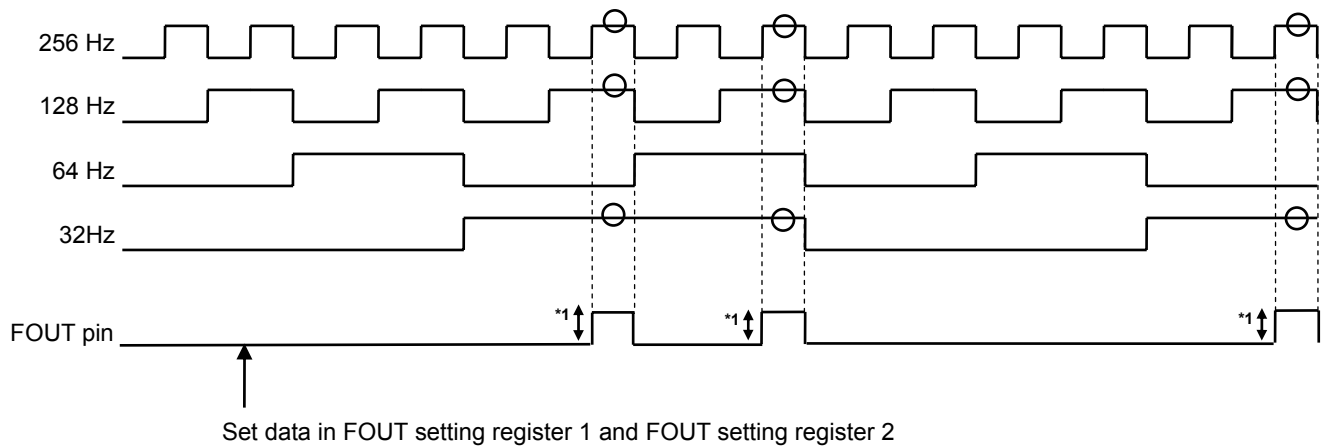 256 Hz
128 Hz
64 Hz
32Hz
*1
*1
*1
FOUT pin
Set data in FOUT setting register 1 and FOUT setting register 2